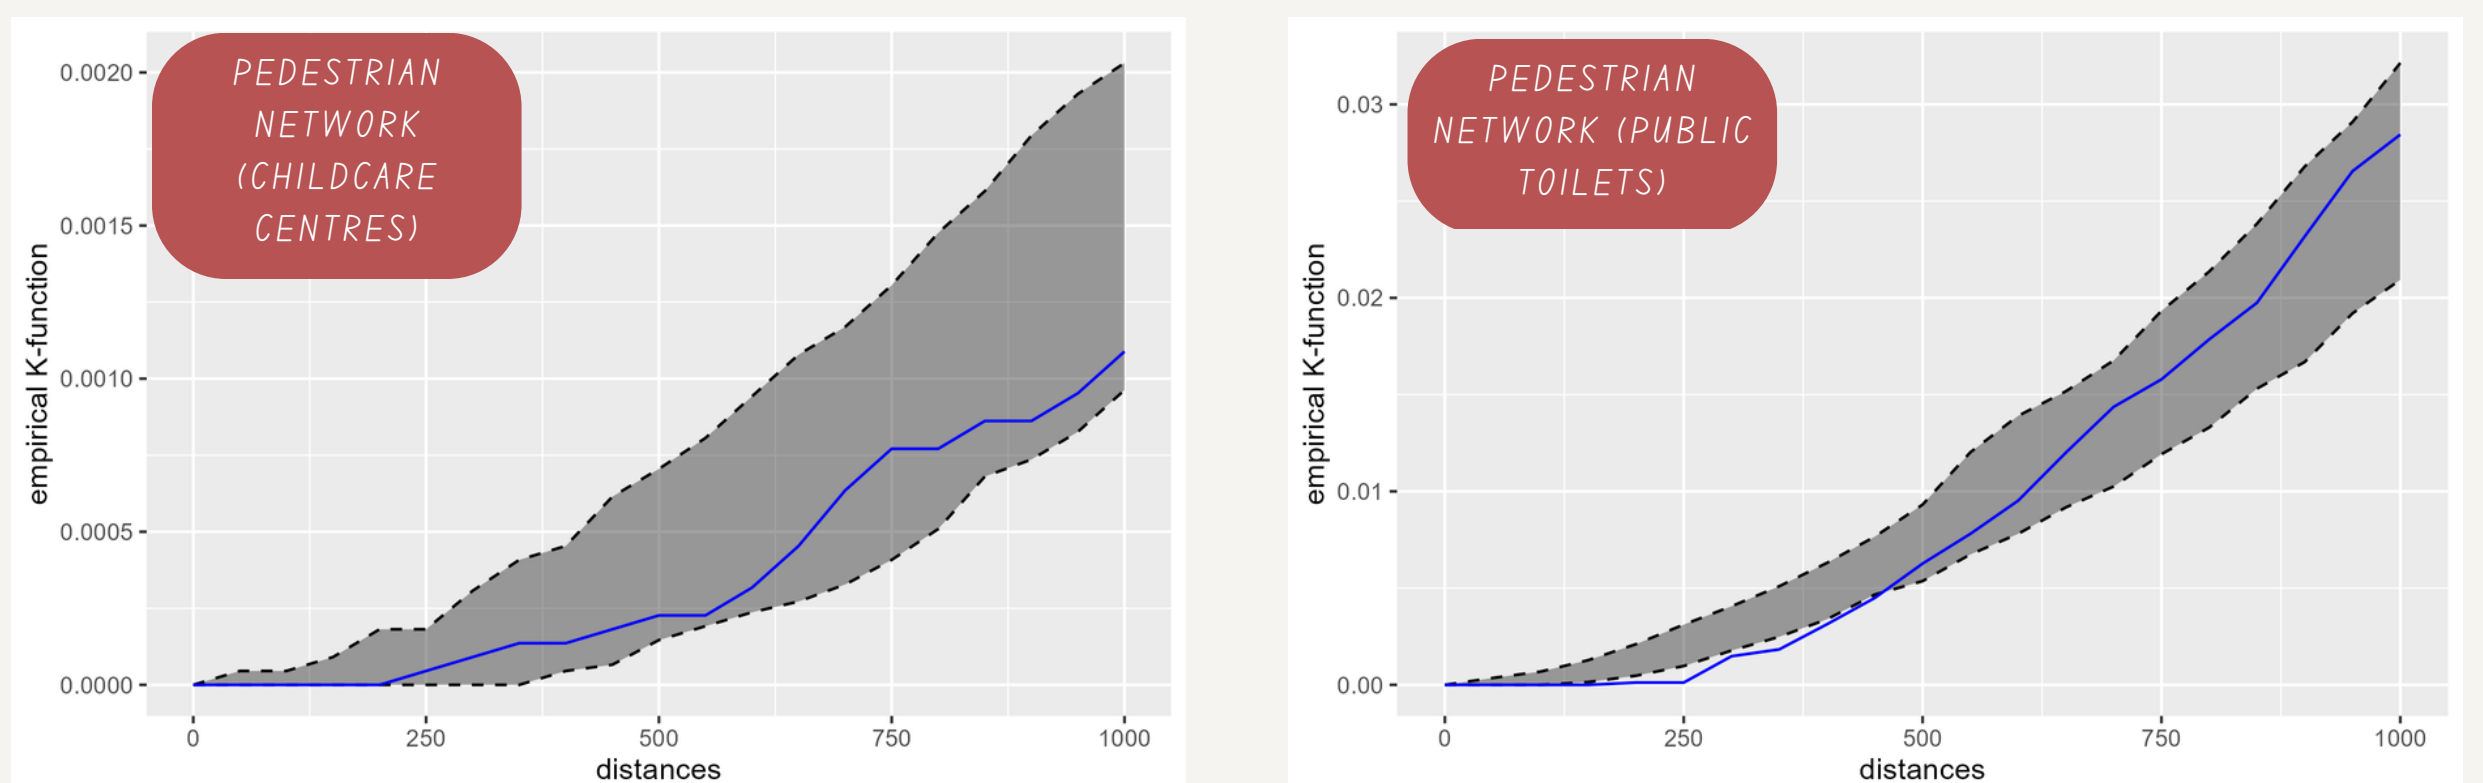 PEDESTRIAN
NETWORK
(CHILDCARE
CENTRES)
0.0020
0.0015
0.0010
0.0005
0.0000
empirical K-function
0 250 500 750 1000
distances
PEDESTRIAN
NETWORK (PUBLIC
TOILETS)
0.03
0.02
0.01
0.00
empirical K-function
0 250 500 750 1000
distances